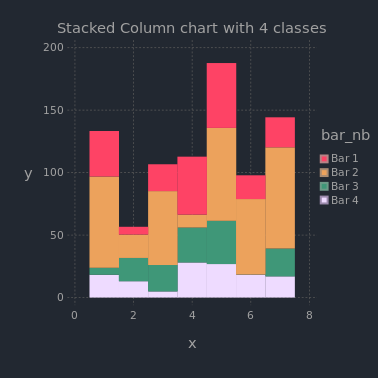 Stacked Column chart with 4 classes
200
150
100
50
0
y
0
2
4
6
8
x
bar_nb
Bar 1
Bar 2
Bar 3
Bar 4